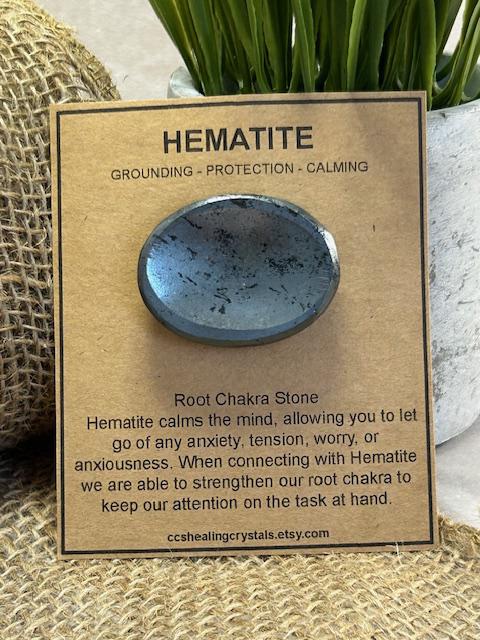 HEMATITE
GROUNDING - PROTECTION - CALMING
Root Chakra Stone
Hematite calms the mind, allowing you to let
go of any anxiety, tension, worry, or
anxiousness. When connecting with Hematite
we are able to strengthen our root chakra to
keep our attention on the task at hand.
ccshealingcrystals.etsy.com